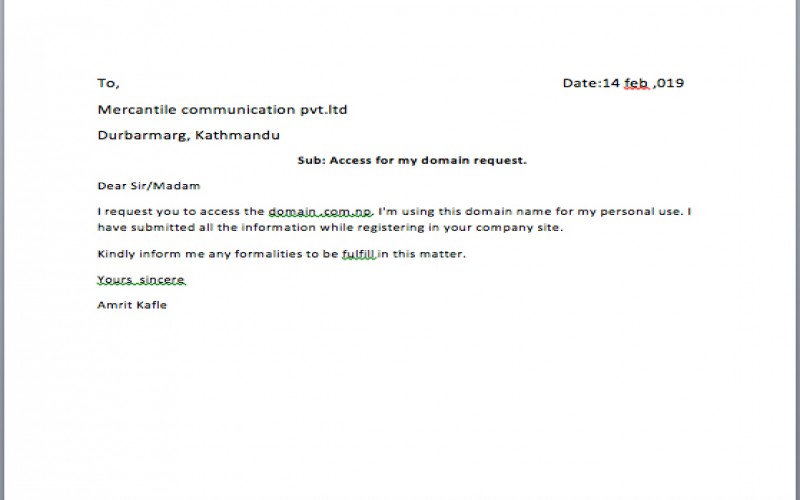 To, Date:14 feb ,019
Mercantile communication pvt.ltd
Durbarmarg, Kathmandu
Sub: Access for my domain request.
Dear Sir/Madam
I request you to access the domain .com.np. I'm using this domain name for my personal use. I
have submitted all the information while registering in your company site.
Kindly inform me any formalities to be fulfill in this matter.
Yours sincere
Amrit Kafle